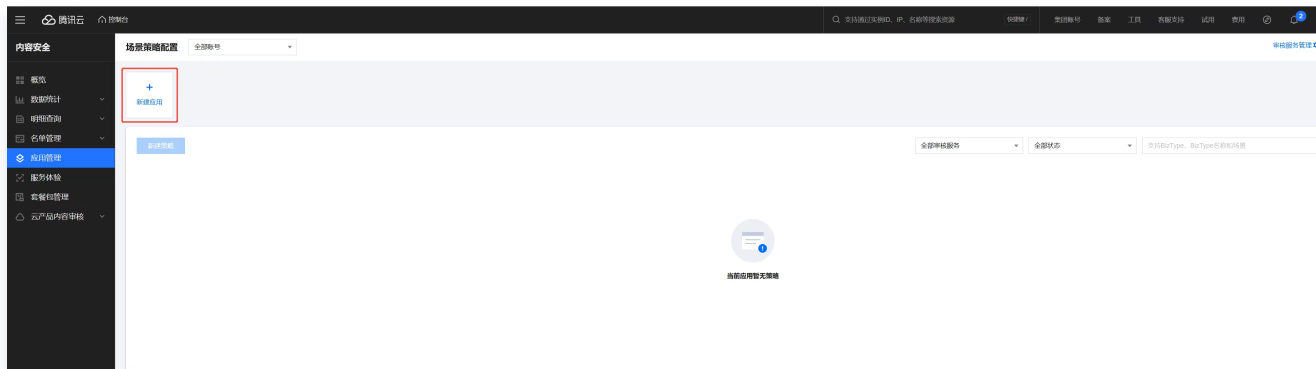 腾讯云 控制台 支持通过实例ID、IP、名称等搜索资源 快捷键 / 集团账号 备案 工具 客服支持 试用 费用 2
内容安全
场景策略配置 全部账号 审核服务管理
概览
数据统计
明细查询
名单管理
应用管理
服务体验
套餐包管理
云产品内容审核
+
新建应用
新建策略 全部审核服务 全部状态 支持BizType、BizType名称和场景
当前应用暂无策略